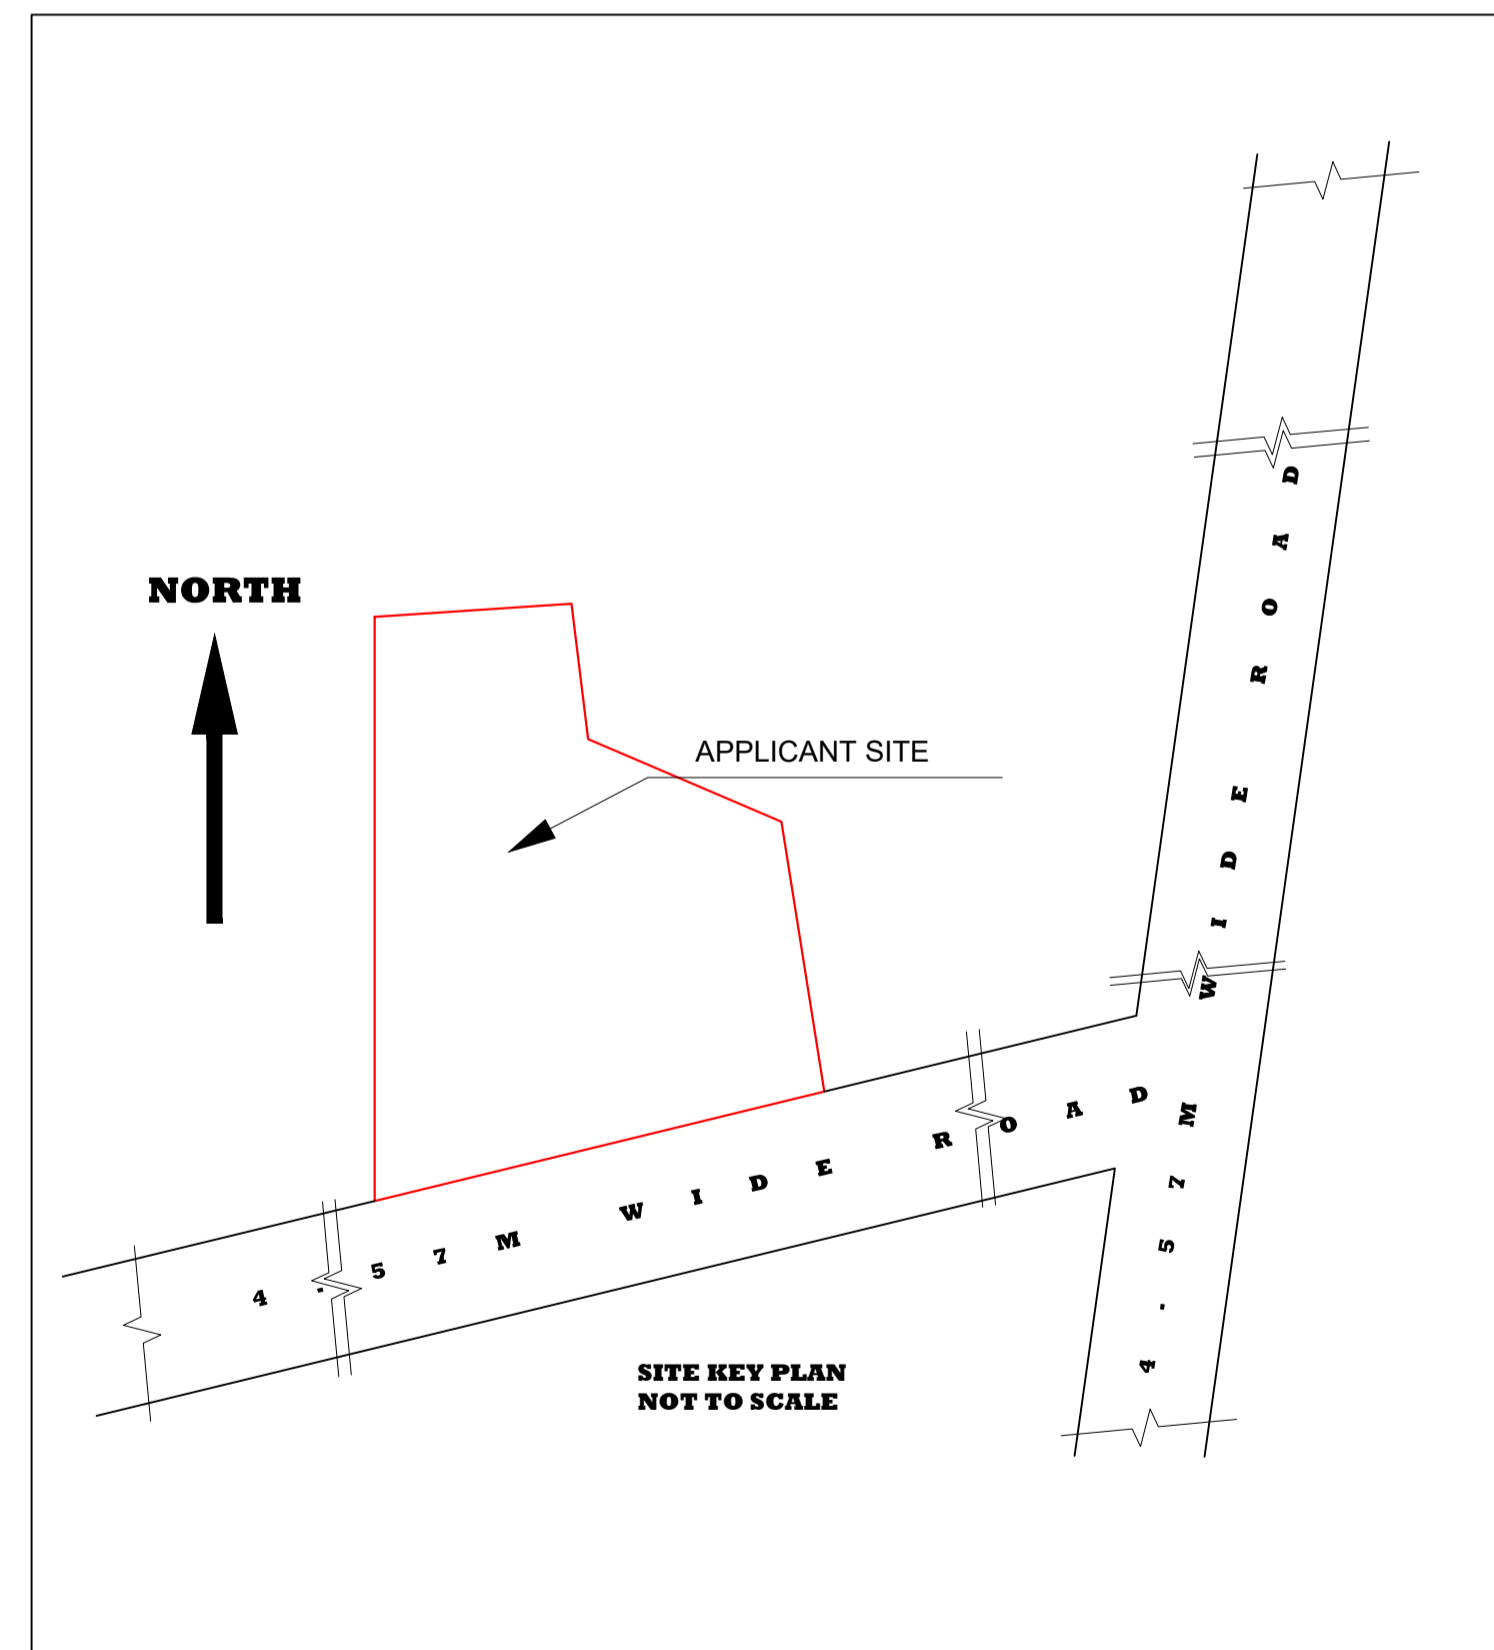 NORTH
APPLICANT SITE
4.57M WIDE ROAD
4.57M WIDE ROAD
SITE KEY PLAN
NOT TO SCALE